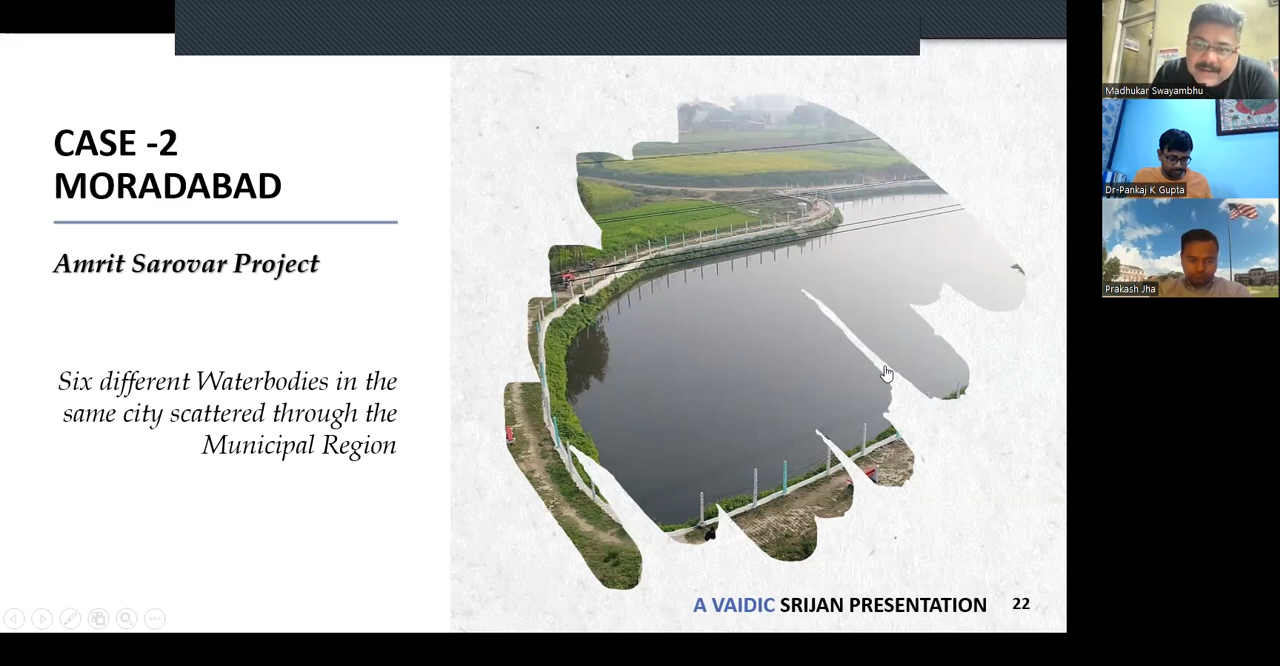 CASE -2
MORADABAD
Amrit Sarovar Project
Six different Waterbodies in the
same city scattered through the
Municipal Region
A VAIDIC SRIJAN PRESENTATION 22
Madhukar Swayambhu
Dr-Pankaj K Gupta
Prakash Jha